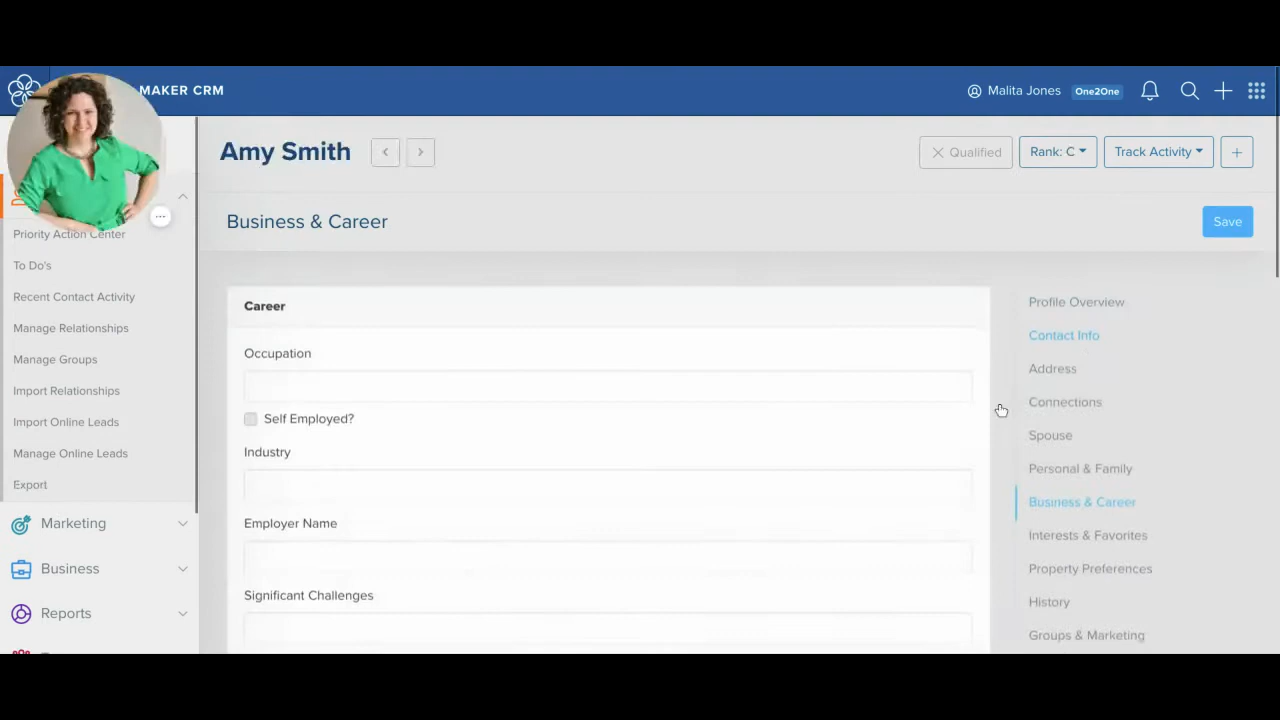 MAKER CRM
Malita Jones
One2One
Amy Smith
Qualified
Rank: C
Track Activity
Business & Career
Save
Priority Action Center
To Do's
Recent Contact Activity
Manage Relationships
Manage Groups
Import Relationships
Import Online Leads
Manage Online Leads
Export
Marketing
Business
Reports
Career
Occupation
Self Employed?
Industry
Employer Name
Significant Challenges
Profile Overview
Contact Info
Address
Connections
Spouse
Personal & Family
Business & Career
Interests & Favorites
Property Preferences
History
Groups & Marketing